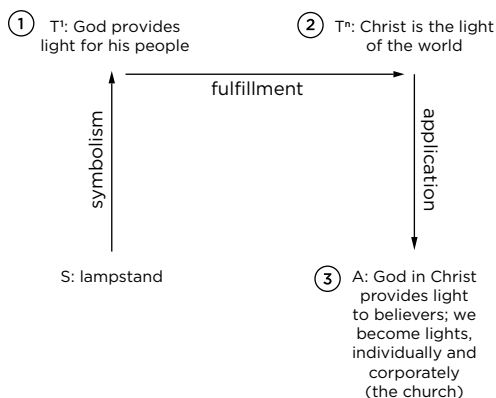 1 T¹: God provides
light for his people
2 Tⁿ: Christ is the light
of the world
fulfillment
symbolism
application
S: lampstand
3 A: God in Christ
provides light
to believers; we
become lights,
individually and
corporately
(the church)